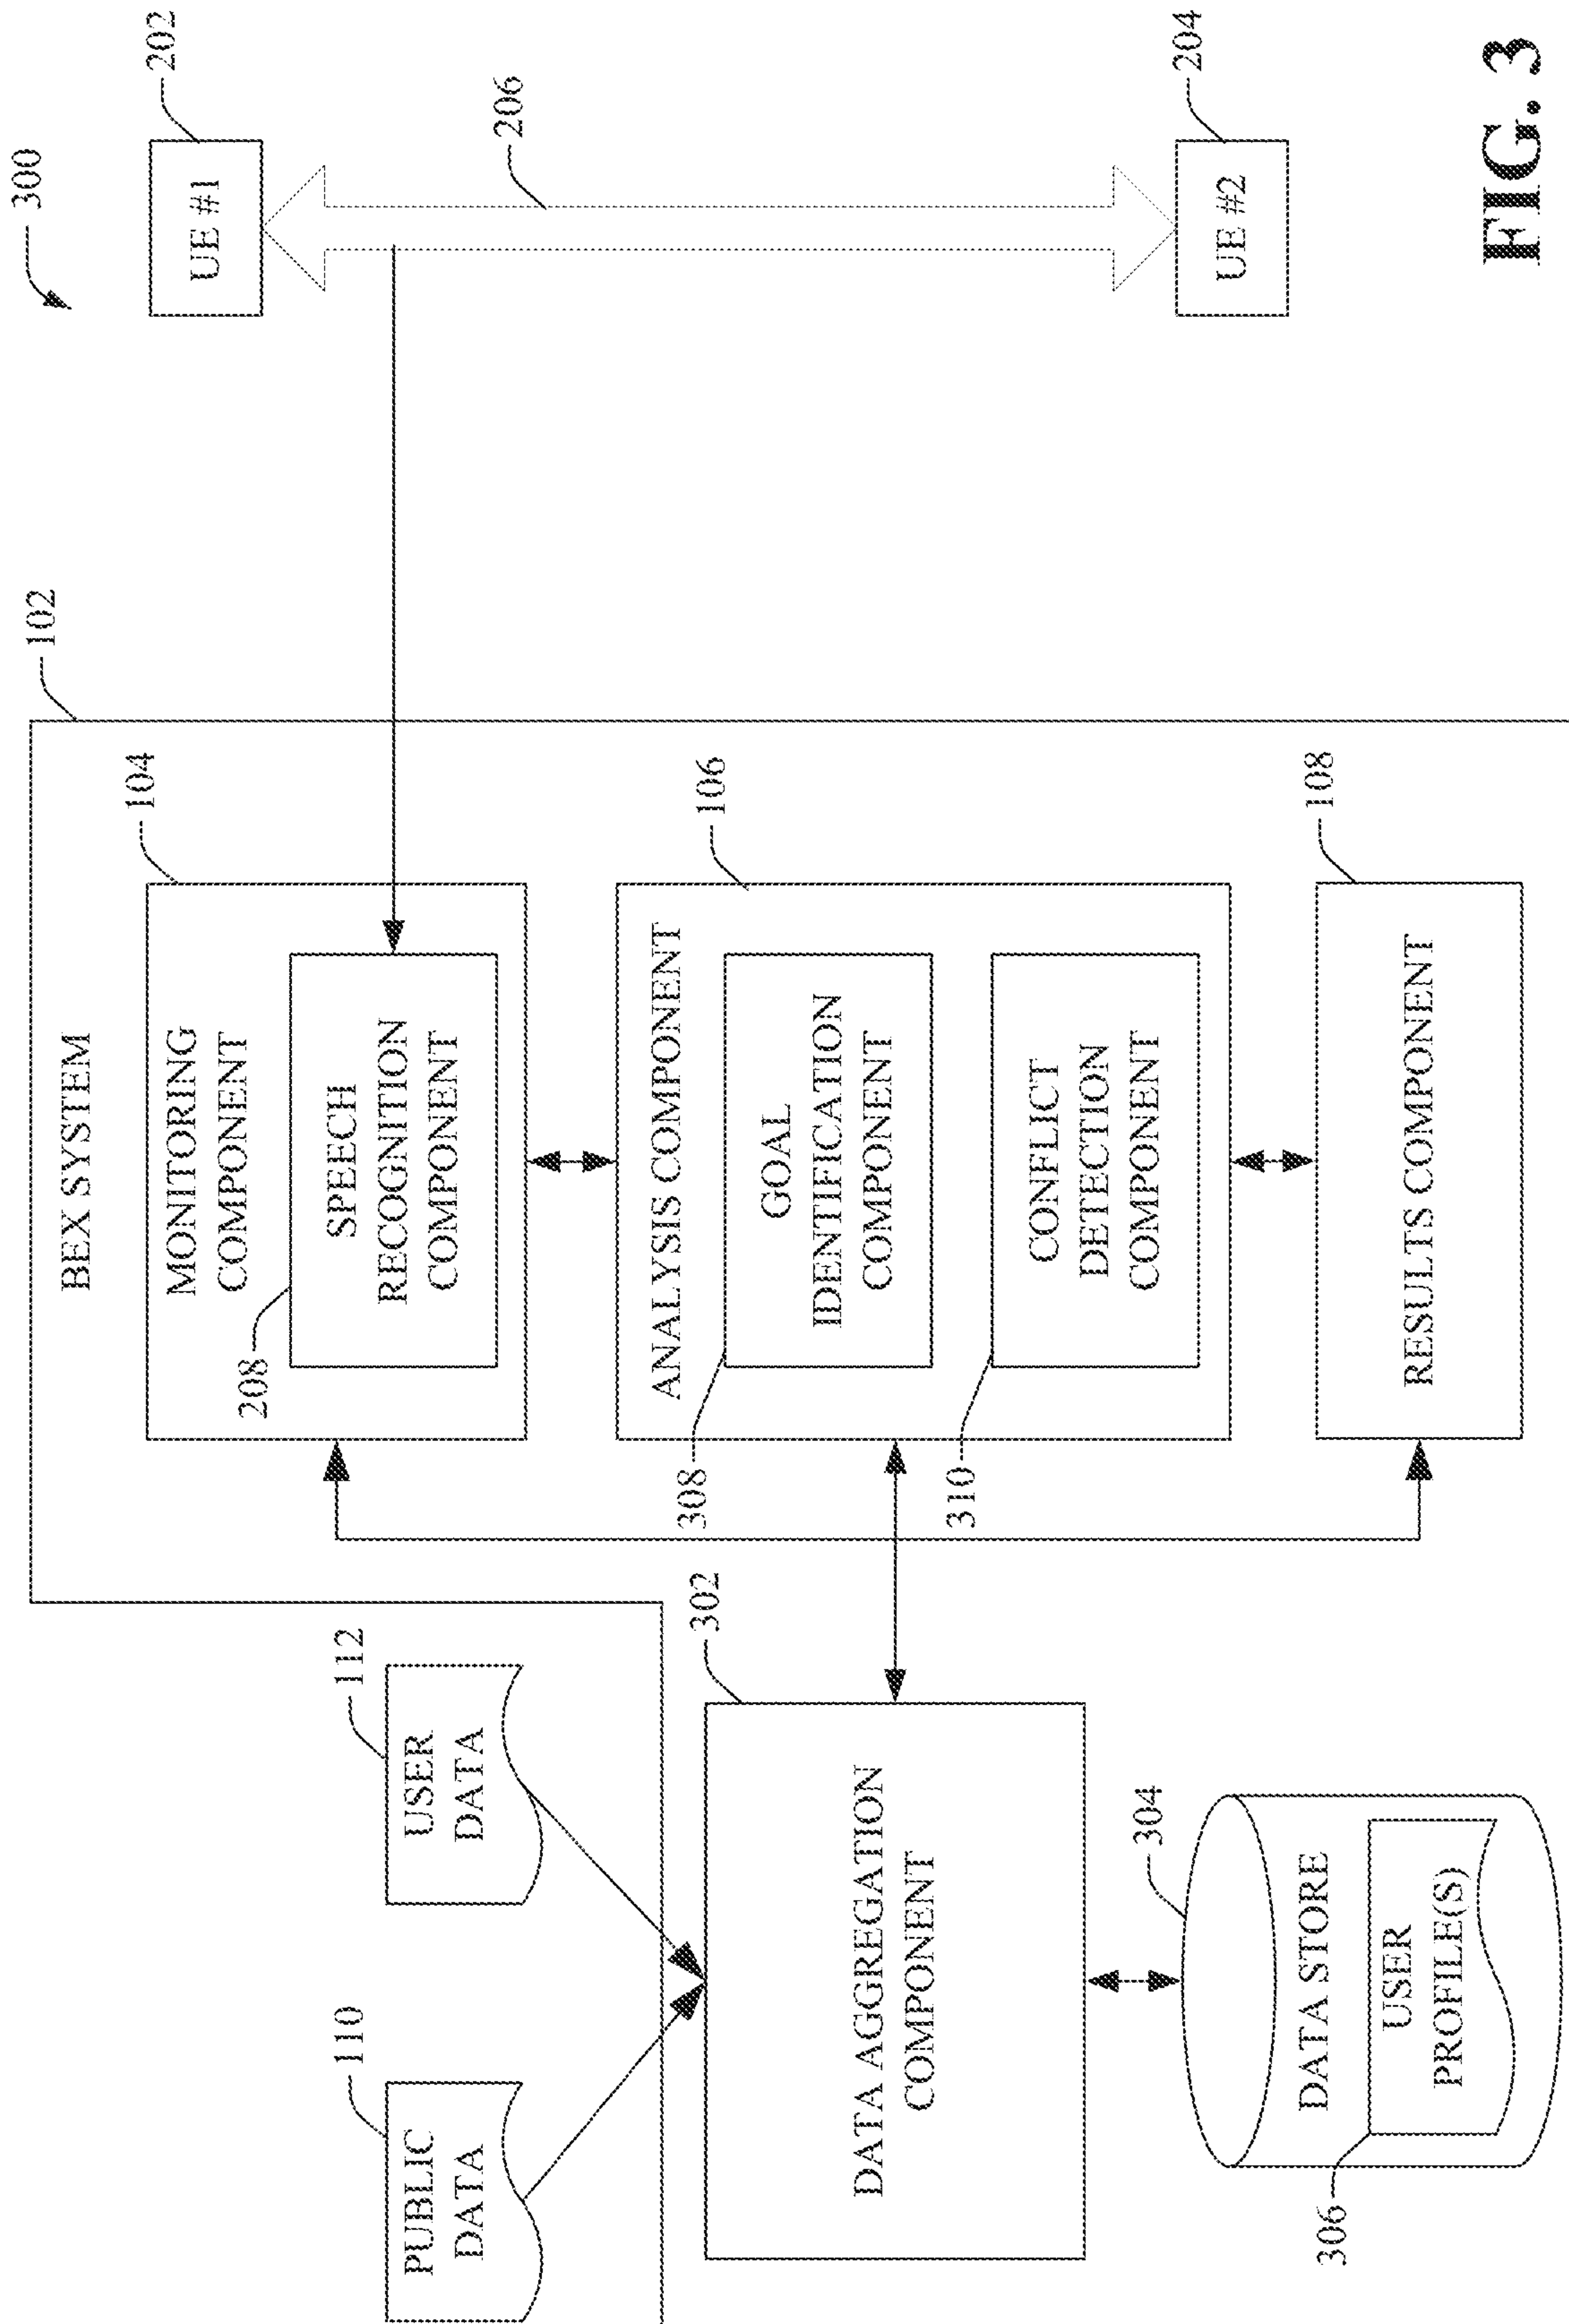 300
102
BEX SYSTEM
104
MONITORING
COMPONENT
208
SPEECH
RECOGNITION
COMPONENT
UE #1
202
206
110
PUBLIC
DATA
112
USER
DATA
302
DATA AGGREGATION
COMPONENT
106
ANALYSIS COMPONENT
308
GOAL
IDENTIFICATION
COMPONENT
310
CONFLICT
DETECTION
COMPONENT
304
DATA STORE
306
USER
PROFILE(S)
108
RESULTS COMPONENT
UE #2
204
FIG. 3